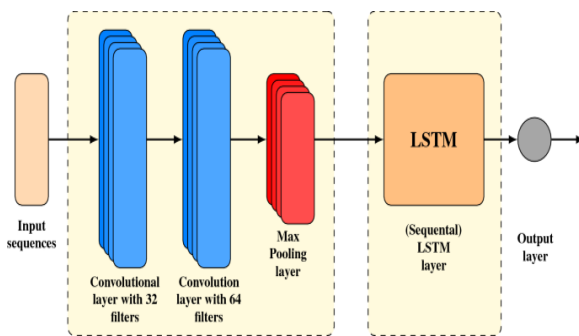 Input
sequences
Convolutional
layer with 32
filters
Convolution
layer with 64
filters
Max
Pooling
layer
LSTM
(Sequental)
LSTM
layer
Output
layer